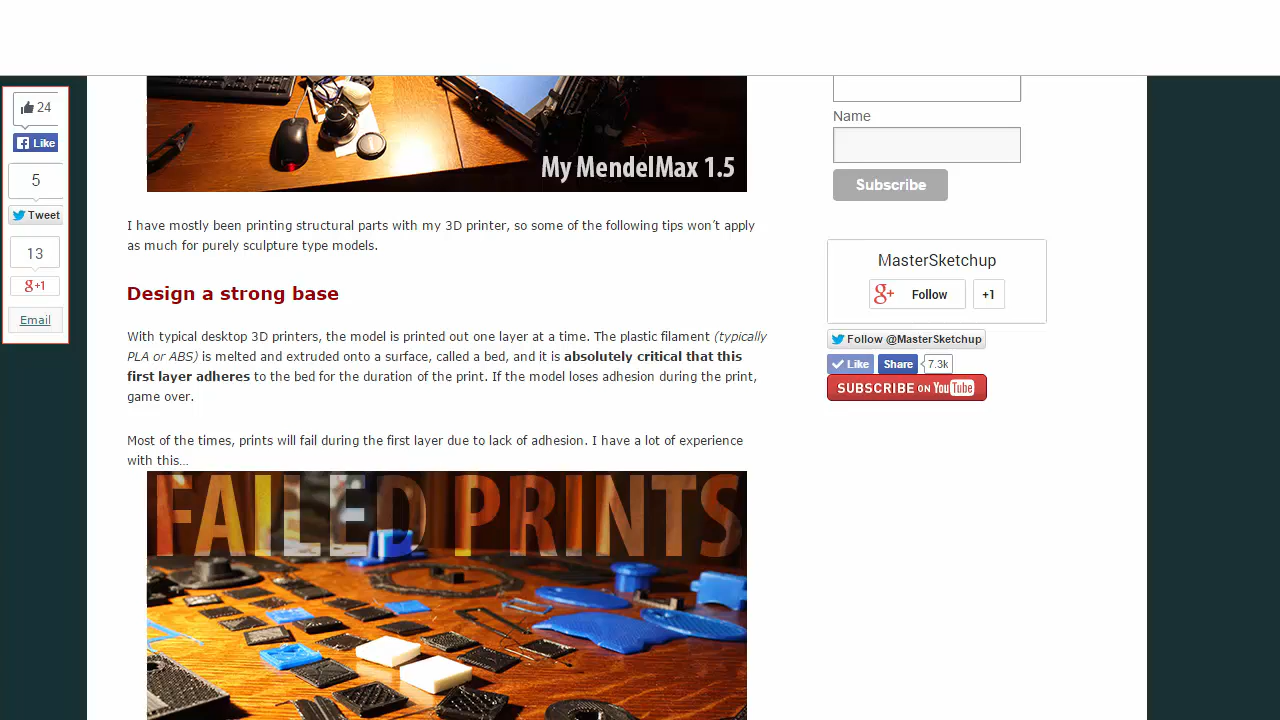 24
Like
5
Tweet
13
g+1
Email
My MendelMax 1.5
I have mostly been printing structural parts with my 3D printer, so some of the following tips won't apply
as much for purely sculpture type models.
Design a strong base
With typical desktop 3D printers, the model is printed out one layer at a time. The plastic filament (typically
PLA or ABS) is melted and extruded onto a surface, called a bed, and it is absolutely critical that this
first layer adheres to the bed for the duration of the print. If the model loses adhesion during the print,
game over.
Most of the times, prints will fail during the first layer due to lack of adhesion. I have a lot of experience
with this…
FAILED PRINTS
Name
Subscribe
MasterSketchup
g+ Follow +1
Follow @MasterSketchup
Like Share 7.3k
SUBSCRIBE ON YouTube